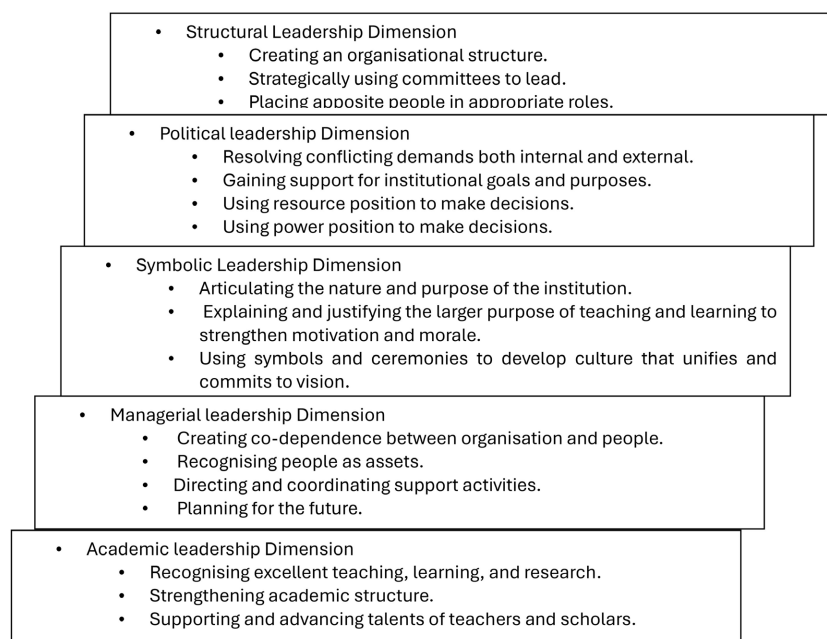 • Structural Leadership Dimension
• Creating an organisational structure.
• Strategically using committees to lead.
• Placing apposite people in appropriate roles.
• Political leadership Dimension
• Resolving conflicting demands both internal and external.
• Gaining support for institutional goals and purposes.
• Using resource position to make decisions.
• Using power position to make decisions.
• Symbolic Leadership Dimension
• Articulating the nature and purpose of the institution.
• Explaining and justifying the larger purpose of teaching and learning to
strengthen motivation and morale.
• Using symbols and ceremonies to develop culture that unifies and
commits to vision.
• Managerial leadership Dimension
• Creating co-dependence between organisation and people.
• Recognising people as assets.
• Directing and coordinating support activities.
• Planning for the future.
• Academic leadership Dimension
• Recognising excellent teaching, learning, and research.
• Strengthening academic structure.
• Supporting and advancing talents of teachers and scholars.